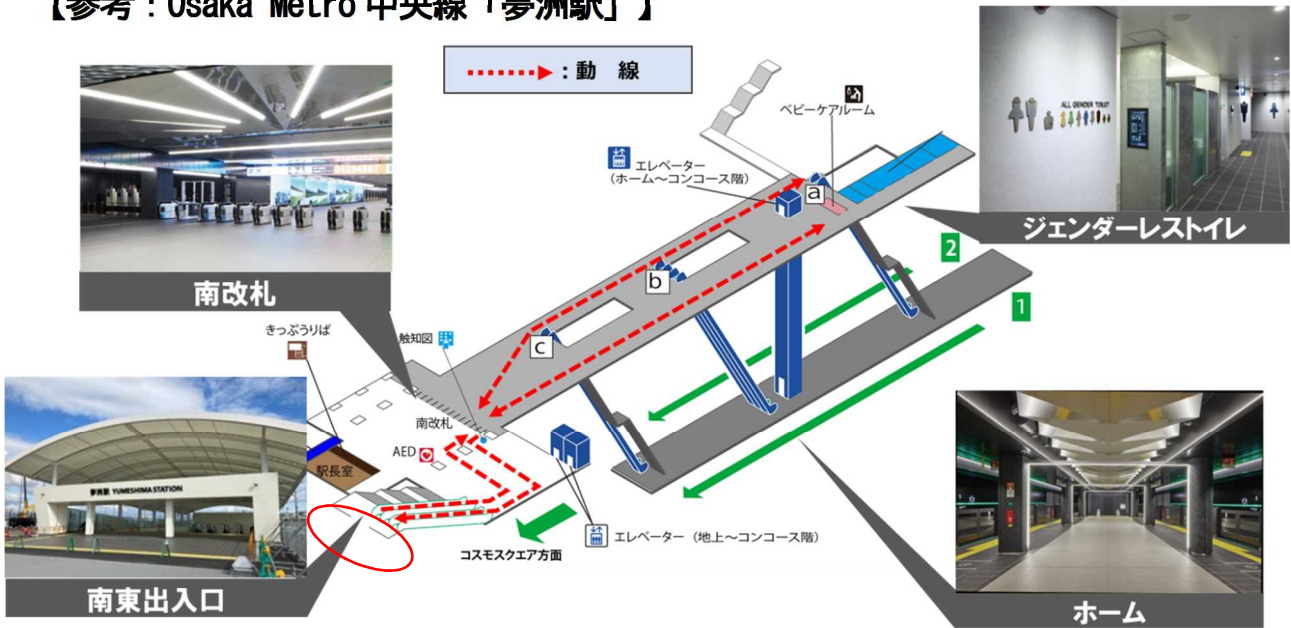 【参考：Osaka Metro 中央線「夢洲駅」】
：動 線
ベビーケアルーム
エレベーター
（ホーム～コンコース階）
ALL GENDER TOILET
ジェンダーレストイレ
a
2
1
b
c
南改札
きっぷうりば
触知図
南改札
AED
駅長室
夢洲駅 YUMESHIMA STATION
エレベーター（地上～コンコース階）
コスモスクエア方面
南東出入口
ホーム